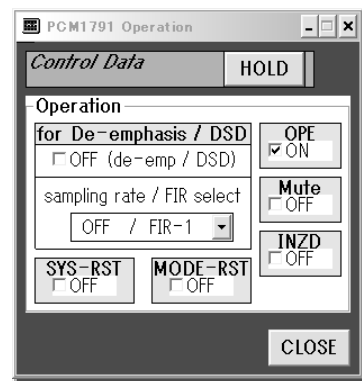 PCM1791 Operation
Control Data
HOLD
Operation
for De-emphasis / DSD
OFF (de-emp / DSD)
sampling rate / FIR select
OFF / FIR-1
OPE
ON
Mute
OFF
INZD
OFF
SYS-RST
OFF
MODE-RST
OFF
CLOSE